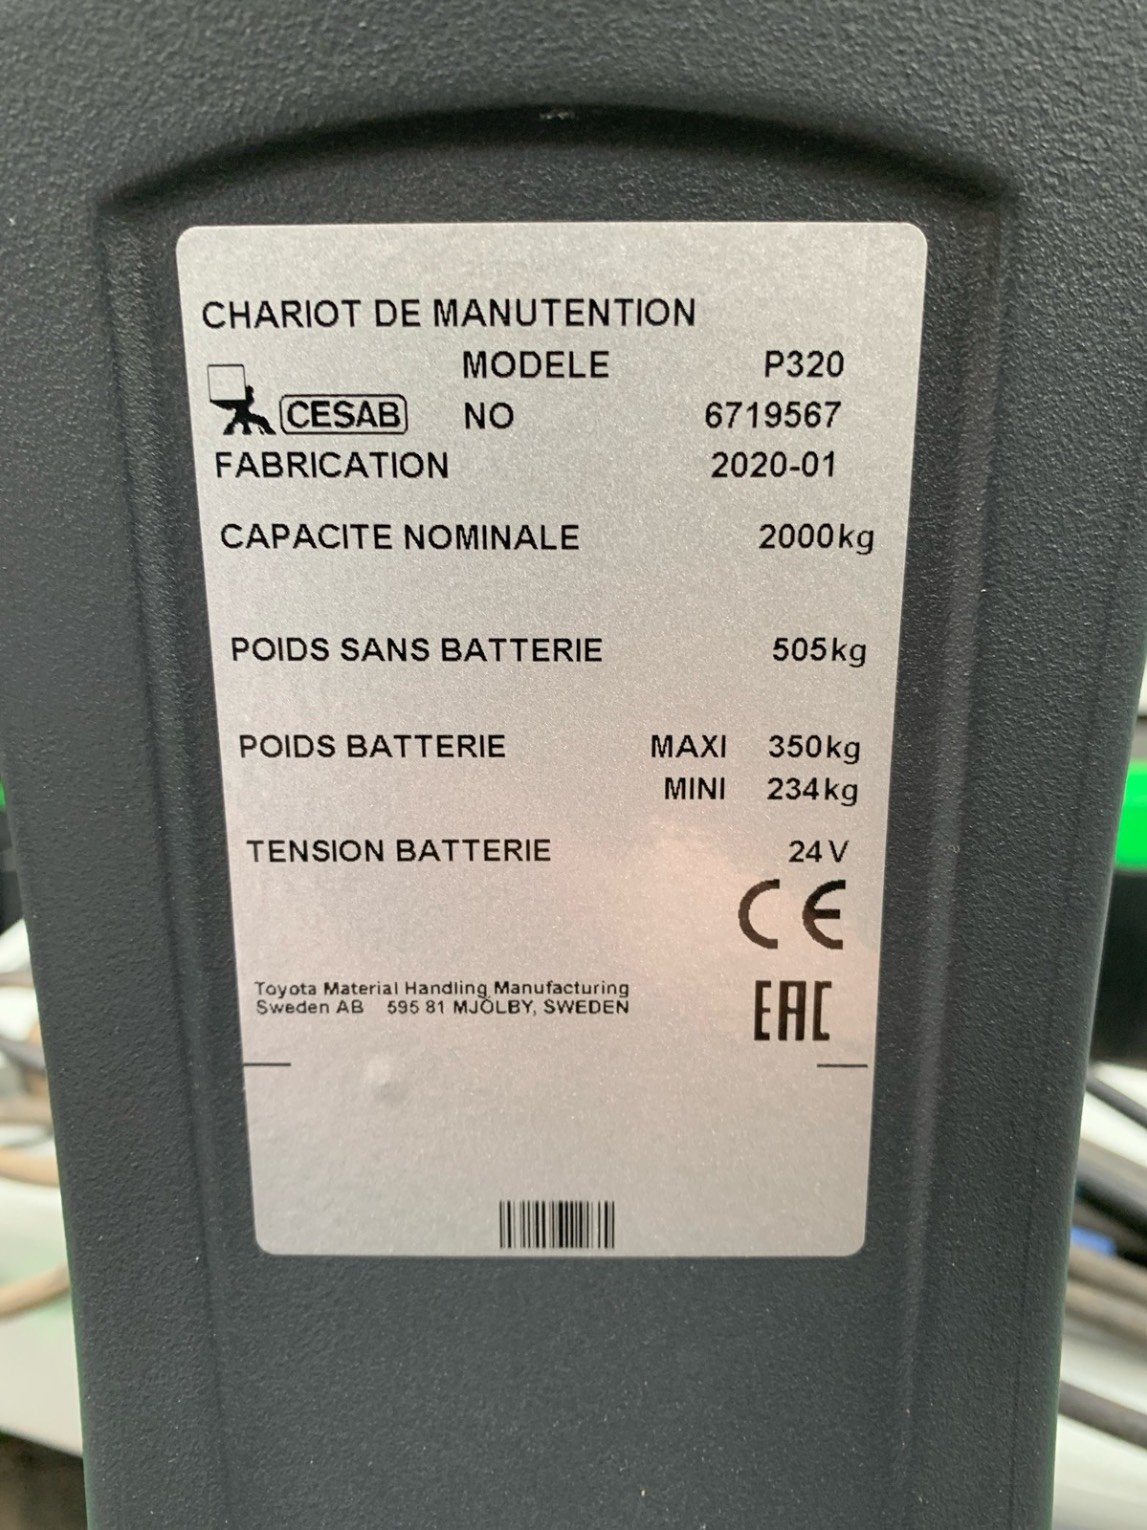 CHARIOT DE MANUTENTION
MODELE P320
CESAB NO 6719567
FABRICATION 2020-01
CAPACITE NOMINALE 2000kg
POIDS SANS BATTERIE 505kg
POIDS BATTERIE MAXI 350kg
MINI 234kg
TENSION BATTERIE 24V
CE
Toyota Material Handling Manufacturing
Sweden AB 595 81 MJÖLBY, SWEDEN
EAC